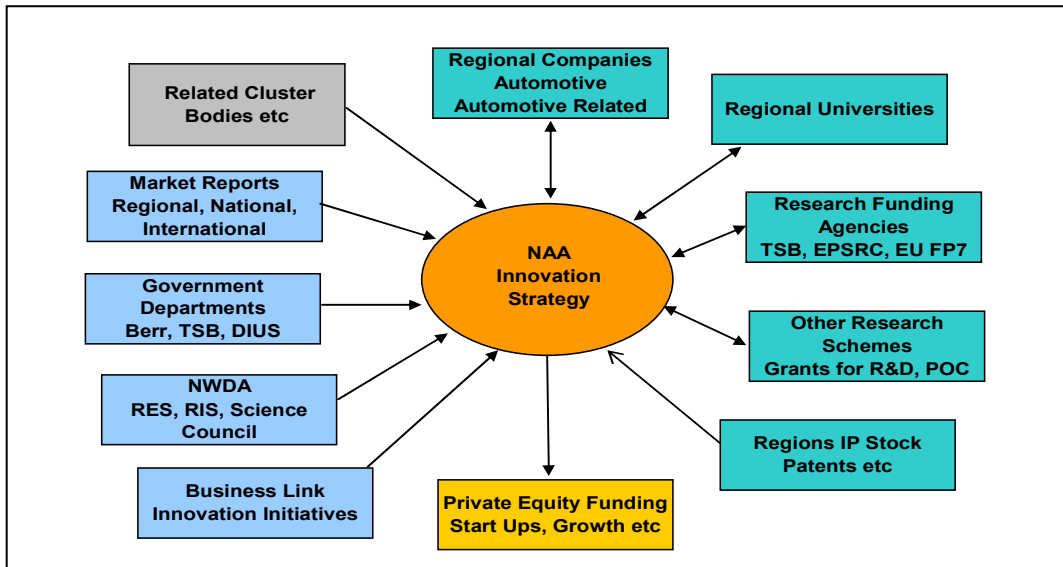 Related Cluster
Bodies etc
Regional Companies
Automotive
Automotive Related
Regional Universities
Market Reports
Regional, National,
International
Research Funding
Agencies
TSB, EPSRC, EU FP7
NAA
Innovation
Strategy
Government
Departments
Berr, TSB, DIUS
Other Research
Schemes
Grants for R&D, POC
NWDA
RES, RIS, Science
Council
Regions IP Stock
Patents etc
Business Link
Innovation Initiatives
Private Equity Funding
Start Ups, Growth etc